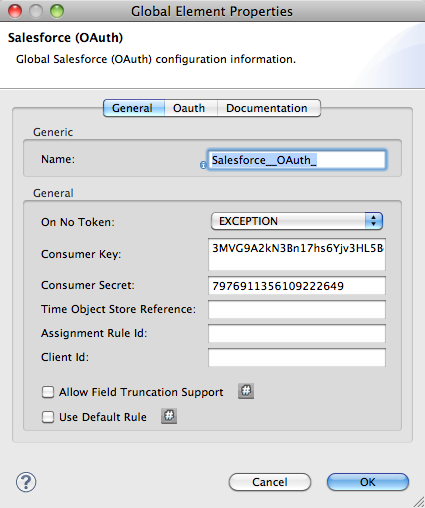 Global Element Properties
Salesforce (OAuth)
Global Salesforce (OAuth) configuration information.
General Oauth Documentation
Generic
Name: Salesforce__OAuth_
General
On No Token: EXCEPTION
Consumer Key: 3MVG9A2kN3Bn17hs6Yjv3HL5B
Consumer Secret: 7976911356109222649
Time Object Store Reference:
Assignment Rule Id:
Client Id:
Allow Field Truncation Support #
Use Default Rule #
? Cancel OK